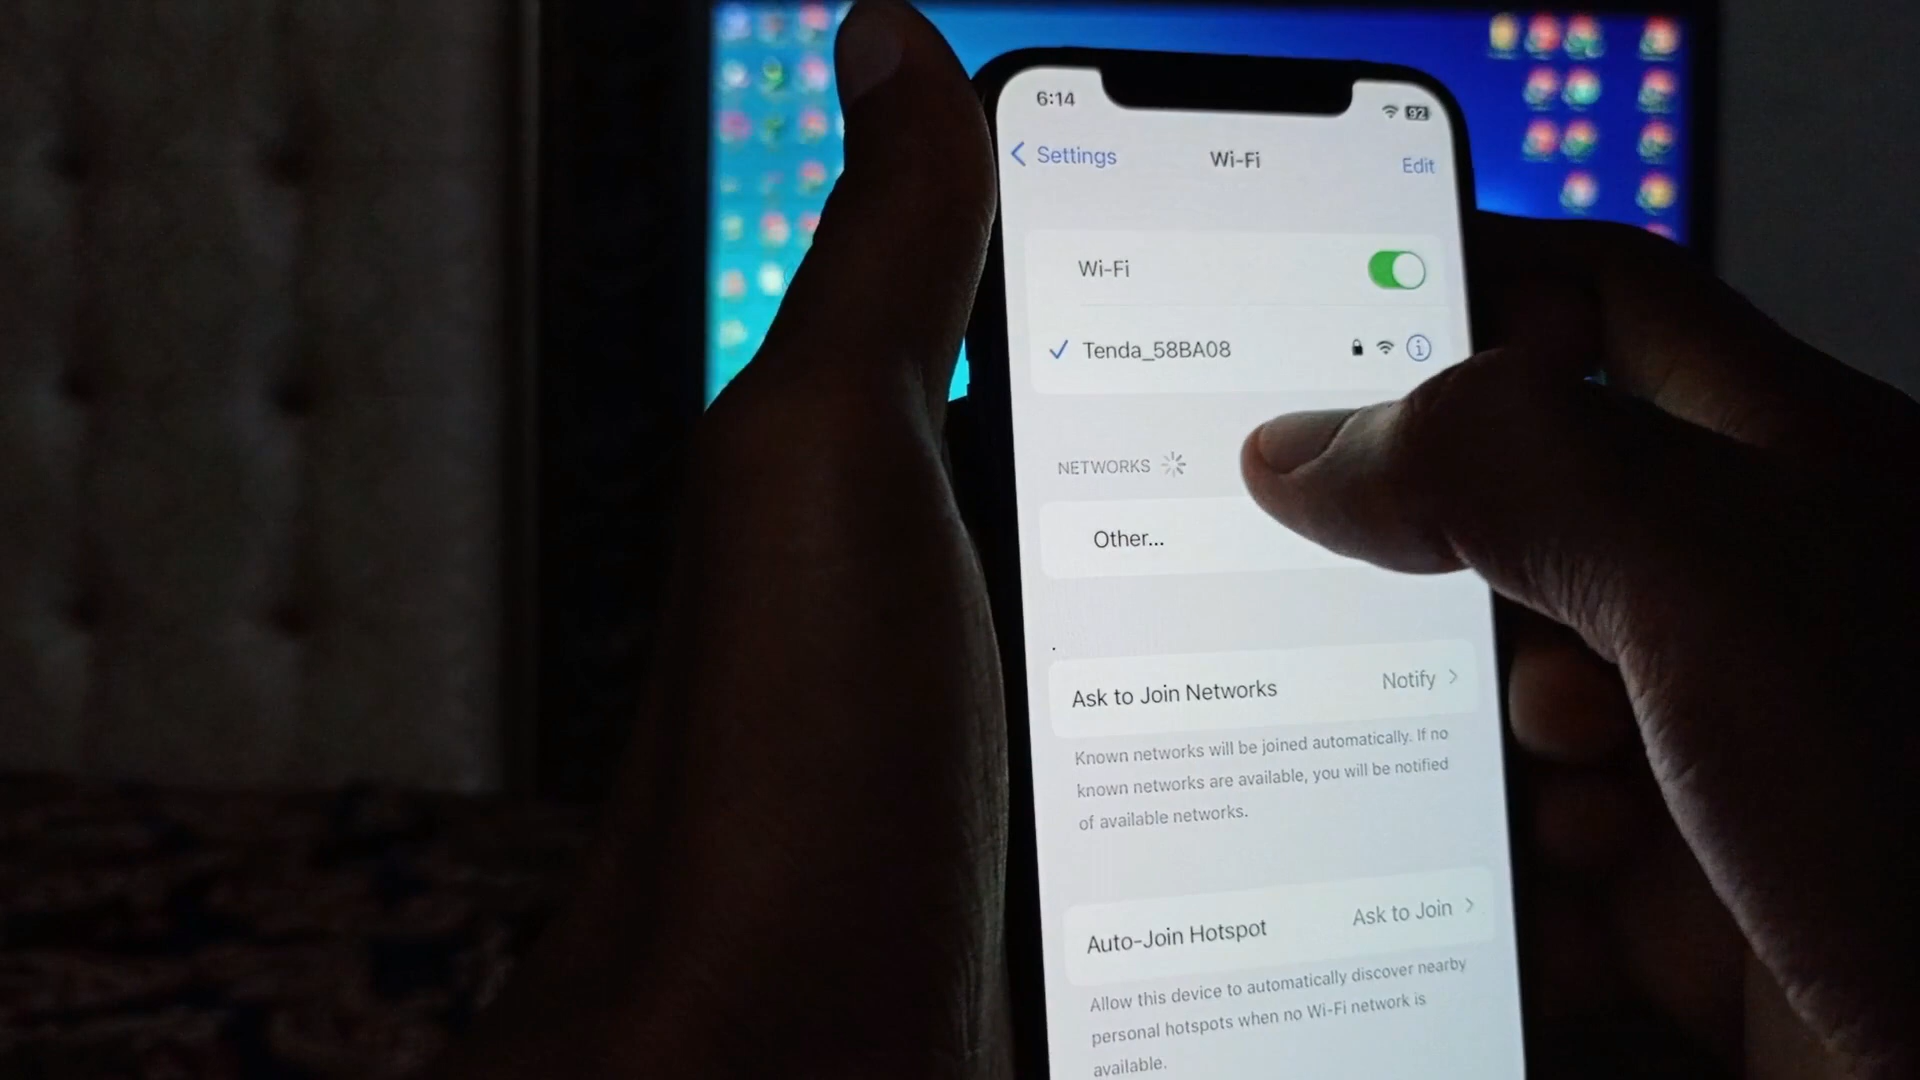 6:14
92
Settings
Wi-Fi
Edit
Wi-Fi
Tenda_58BA08
NETWORKS
Other...
Ask to Join Networks
Notify
Known networks will be joined automatically. If no
known networks are available, you will be notified
of available networks.
Auto-Join Hotspot
Ask to Join
Allow this device to automatically discover nearby
personal hotspots when no Wi-Fi network is
available.